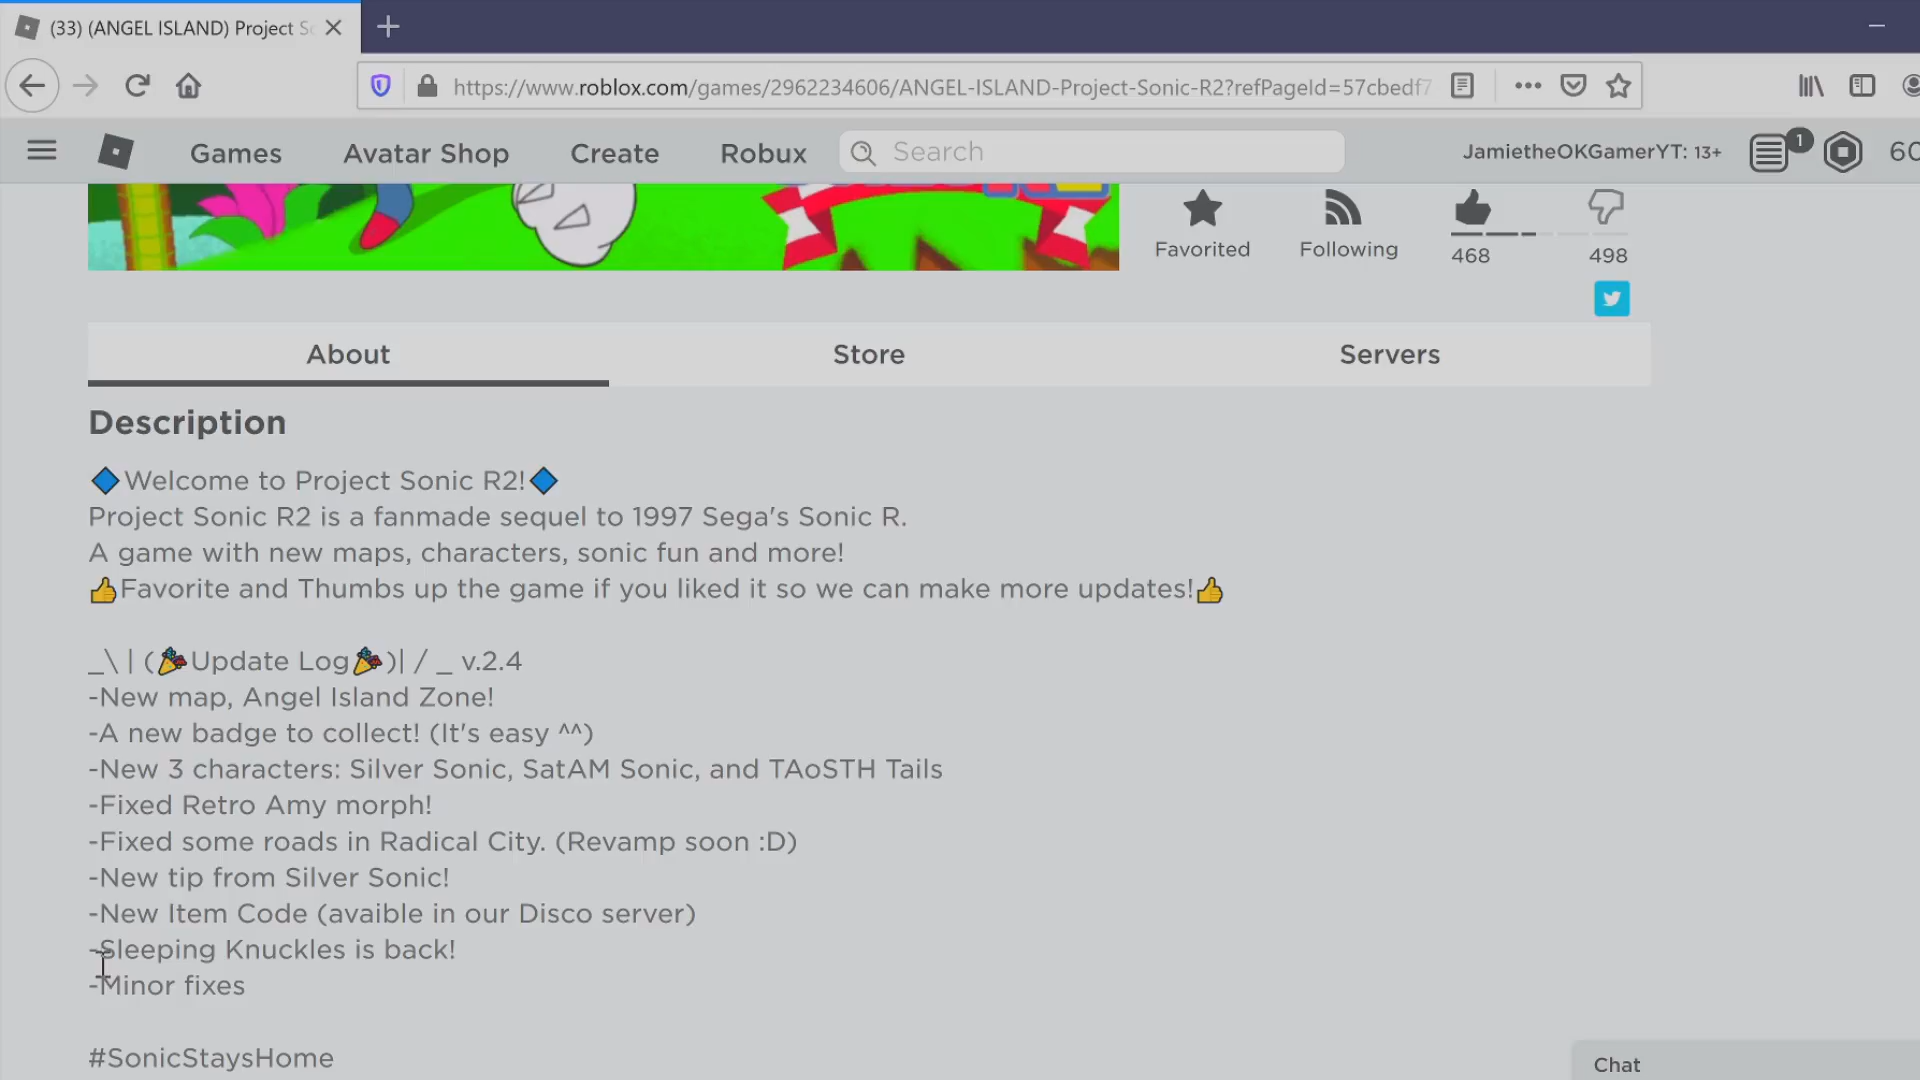 (33) (ANGEL ISLAND) Project S
https://www.roblox.com/games/2962234606/ANGEL-ISLAND-Project-Sonic-R2?refPageId=57cbedf7
Games Avatar Shop Create Robux Search JamietheOKGamerYT: 13+ 1 60
Favorited Following 468 498
About Store Servers
Description
🔷Welcome to Project Sonic R2!🔷
Project Sonic R2 is a fanmade sequel to 1997 Sega's Sonic R.
A game with new maps, characters, sonic fun and more!
👍Favorite and Thumbs up the game if you liked it so we can make more updates!👍
_\ | (🎉Update Log🎉)| / _ v.2.4
-New map, Angel Island Zone!
-A new badge to collect! (It's easy ^^)
-New 3 characters: Silver Sonic, SatAM Sonic, and TAoSTH Tails
-Fixed Retro Amy morph!
-Fixed some roads in Radical City. (Revamp soon :D)
-New tip from Silver Sonic!
-New Item Code (avaible in our Disco server)
-Sleeping Knuckles is back!
-Minor fixes
#SonicStaysHome
Chat